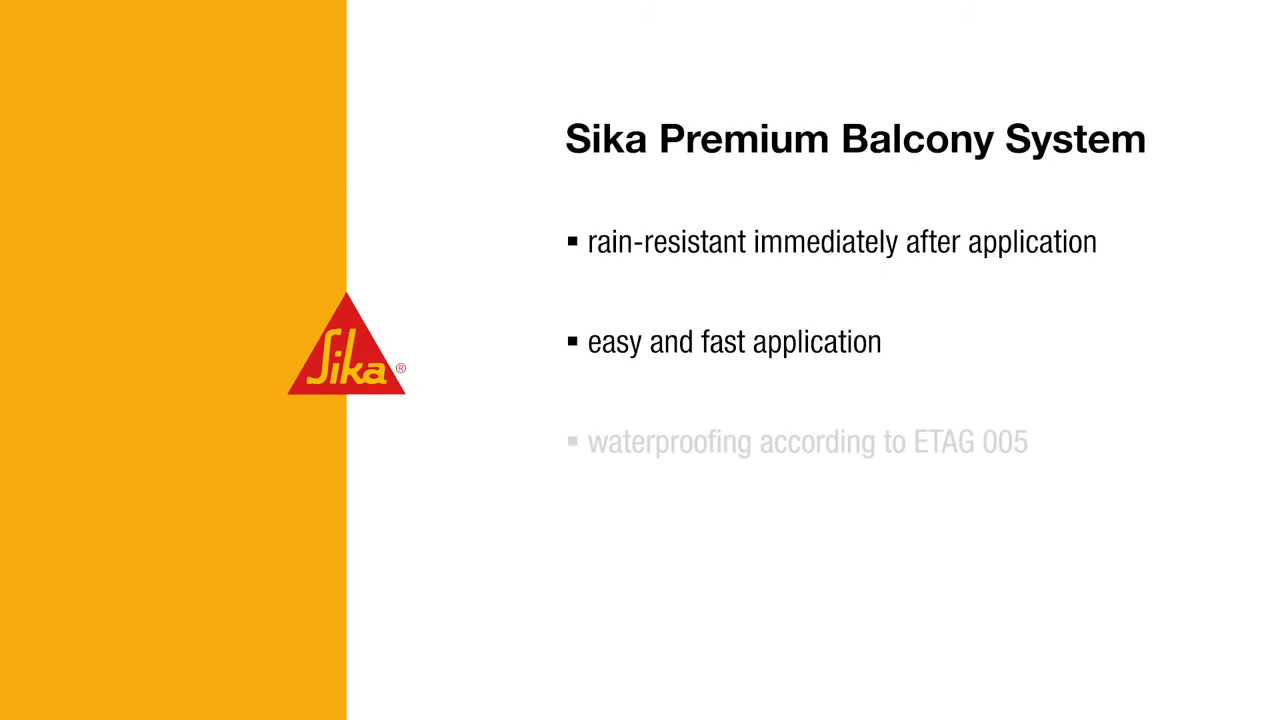 Sika Premium Balcony System
▪ rain-resistant immediately after application
▪ easy and fast application
Sika®
▪ waterproofing according to ETAG 005